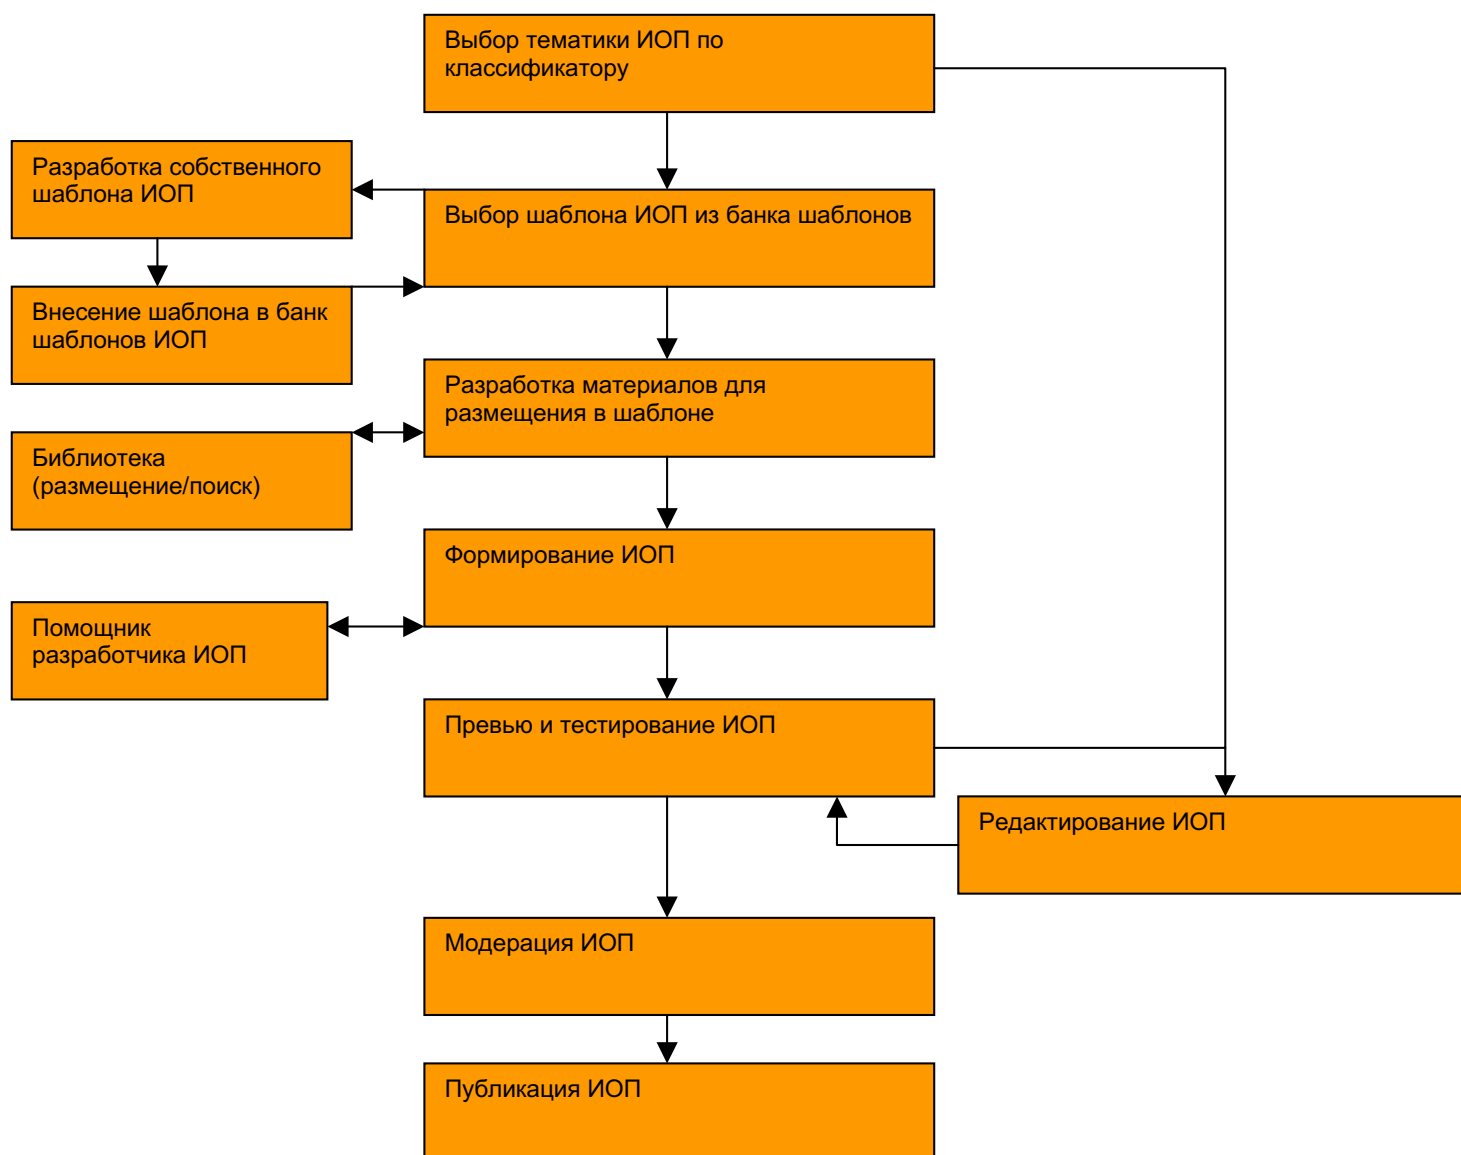 Выбор тематики ИОП по
классификатору
Разработка собственного
шаблона ИОП
Выбор шаблона ИОП из банка шаблонов
Внесение шаблона в банк
шаблонов ИОП
Разработка материалов для
размещения в шаблоне
Библиотека
(размещение/поиск)
Формирование ИОП
Помощник
разработчика ИОП
Превью и тестирование ИОП
Редактирование ИОП
Модерация ИОП
Публикация ИОП